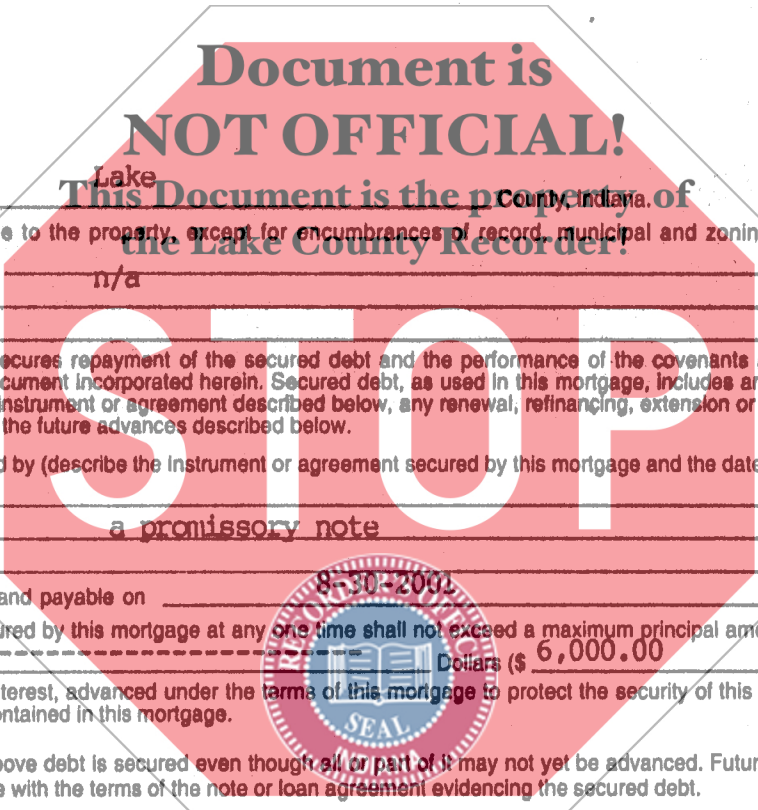 Document is
NOT OFFICIAL!
Lake
This Document is the property of
County, Indiana.
e to the property, except for encumbrances of record, municipal and zonin
the Lake County Recorder!
n/a
STOP
ecures repayment of the secured debt and the performance of the covenants
cument incorporated herein. Secured debt, as used in this mortgage, includes an
instrument or agreement described below, any renewal, refinancing, extension or
the future advances described below.
d by (describe the instrument or agreement secured by this mortgage and the date
a promissory note
and payable on 8-30-2001
ured by this mortgage at any one time shall not exceed a maximum principal am
Dollars ($ 6,000.00
nterest, advanced under the terms of this mortgage to protect the security of this
ontained in this mortgage.
SEAL
INDIANA
bove debt is secured even though all or part of it may not yet be advanced. Futur
e with the terms of the note or loan agreement evidencing the secured debt.